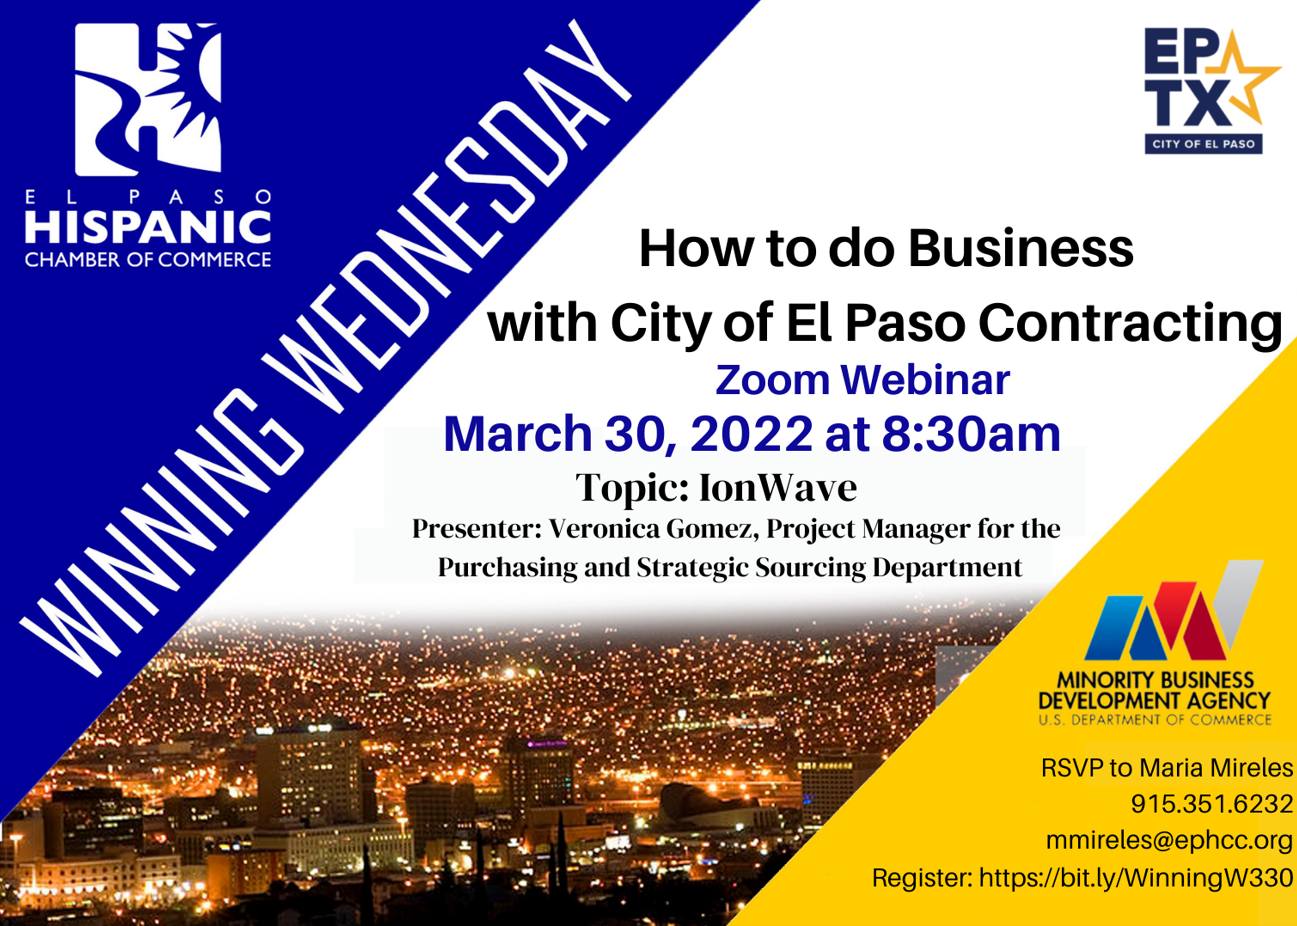 EL PASO
HISPANIC
CHAMBER OF COMMERCE
WINNING WEDNESDAY
EP
TX
CITY OF EL PASO
How to do Business
with City of El Paso Contracting
Zoom Webinar
March 30, 2022 at 8:30am
Topic: IonWave
Presenter: Veronica Gomez, Project Manager for the
Purchasing and Strategic Sourcing Department
MINORITY BUSINESS
DEVELOPMENT AGENCY
U.S. DEPARTMENT OF COMMERCE
RSVP to Maria Mireles
915.351.6232
mmireles@ephcc.org
Register: https://bit.ly/WinningW330